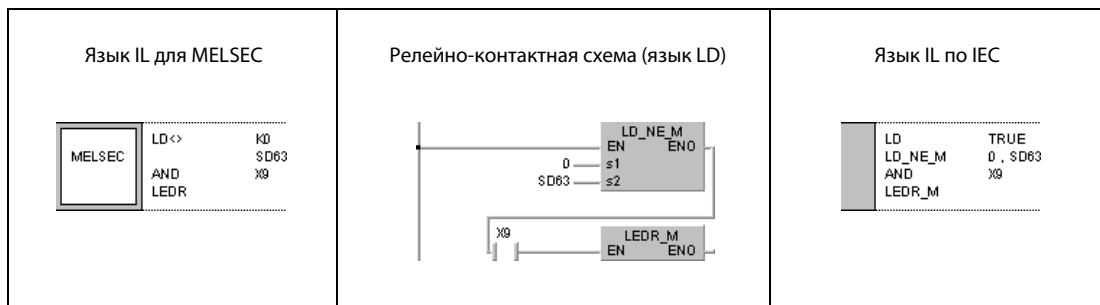 Язык IL для MELSEC
MELSEC
LD<> K0
SD63
AND X9
LEDR
Релейно-контактная схема (язык LD)
LD_NE_M
EN ENO
0 s1
SD63 s2
X9
LEDR_M
EN ENO
Язык IL по IEC
LD TRUE
LD_NE_M 0 , SD63
AND X9
LEDR_M